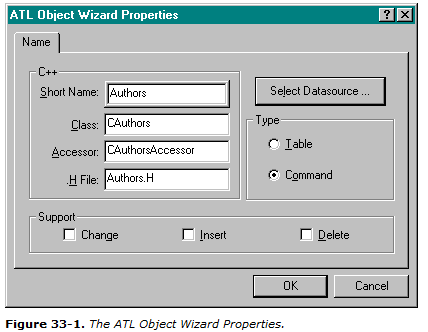 ATL Object Wizard Properties
Name
C++
Short Name: Authors
Class: CAuthors
Accessor: CAuthorsAccessor
.H File: Authors.H
Select Datasource ...
Type
Table
Command
Support
Change Insert Delete
OK Cancel
Figure 33-1. The ATL Object Wizard Properties.